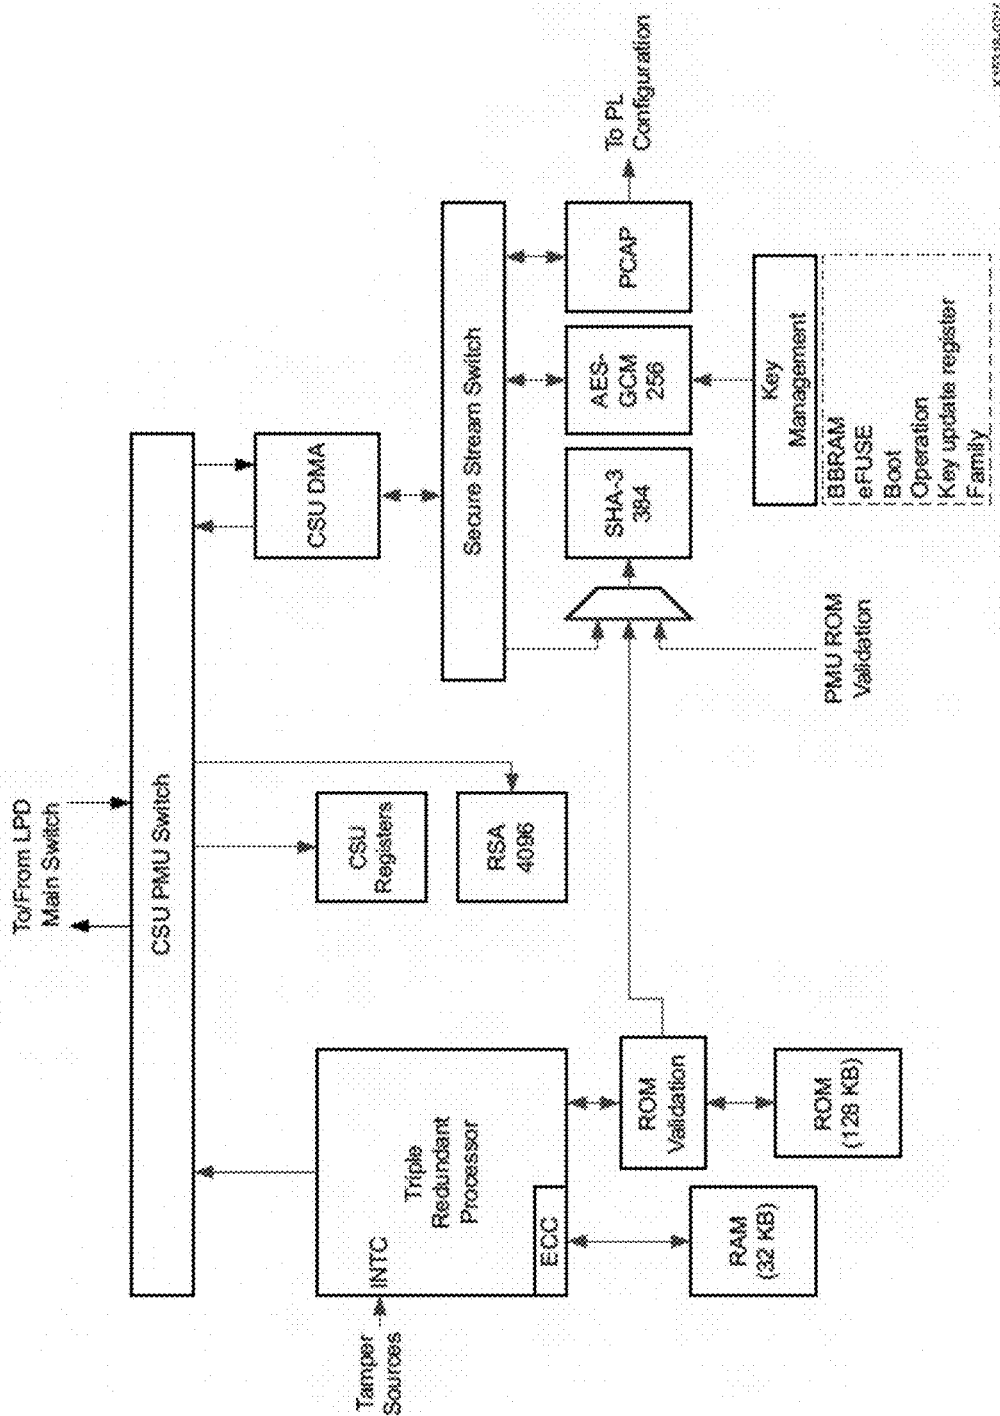 To/From LPD
Main Switch
CSU PMU Switch
Tamper
Sources
INTC
Triple
Redundant
Processor
ECC
CSU
Registers
RSA
4096
CSU DMA
Secure Stream Switch
ROM
Validation
RAM
(32 KB)
ROM
(128 KB)
SHA-3
384
AES-
GCM
256
PCAP
To PL
Configuration
PMU ROM
Validation
Key
Management
BBRAM
eFUSE
Boot
Operation
Key update register
Family